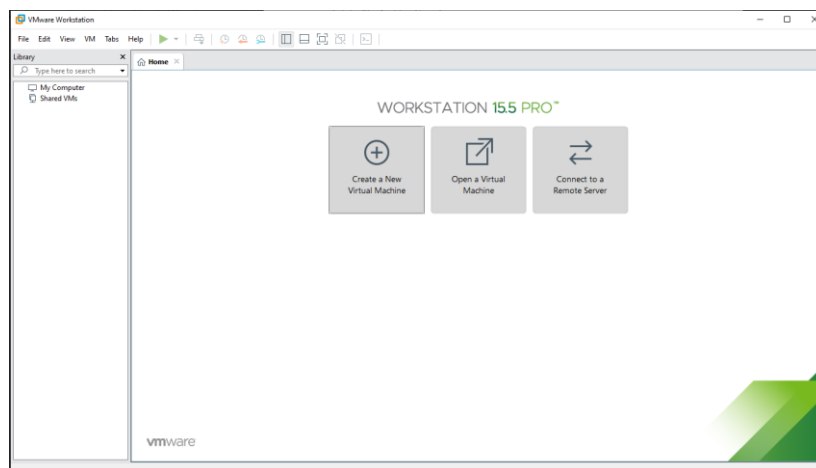 VMware Workstation
File Edit View VM Tabs Help
Library
Type here to search
My Computer
Shared VMs
Home
WORKSTATION 15.5 PRO™
Create a New
Virtual Machine
Open a Virtual
Machine
Connect to a
Remote Server
vmware